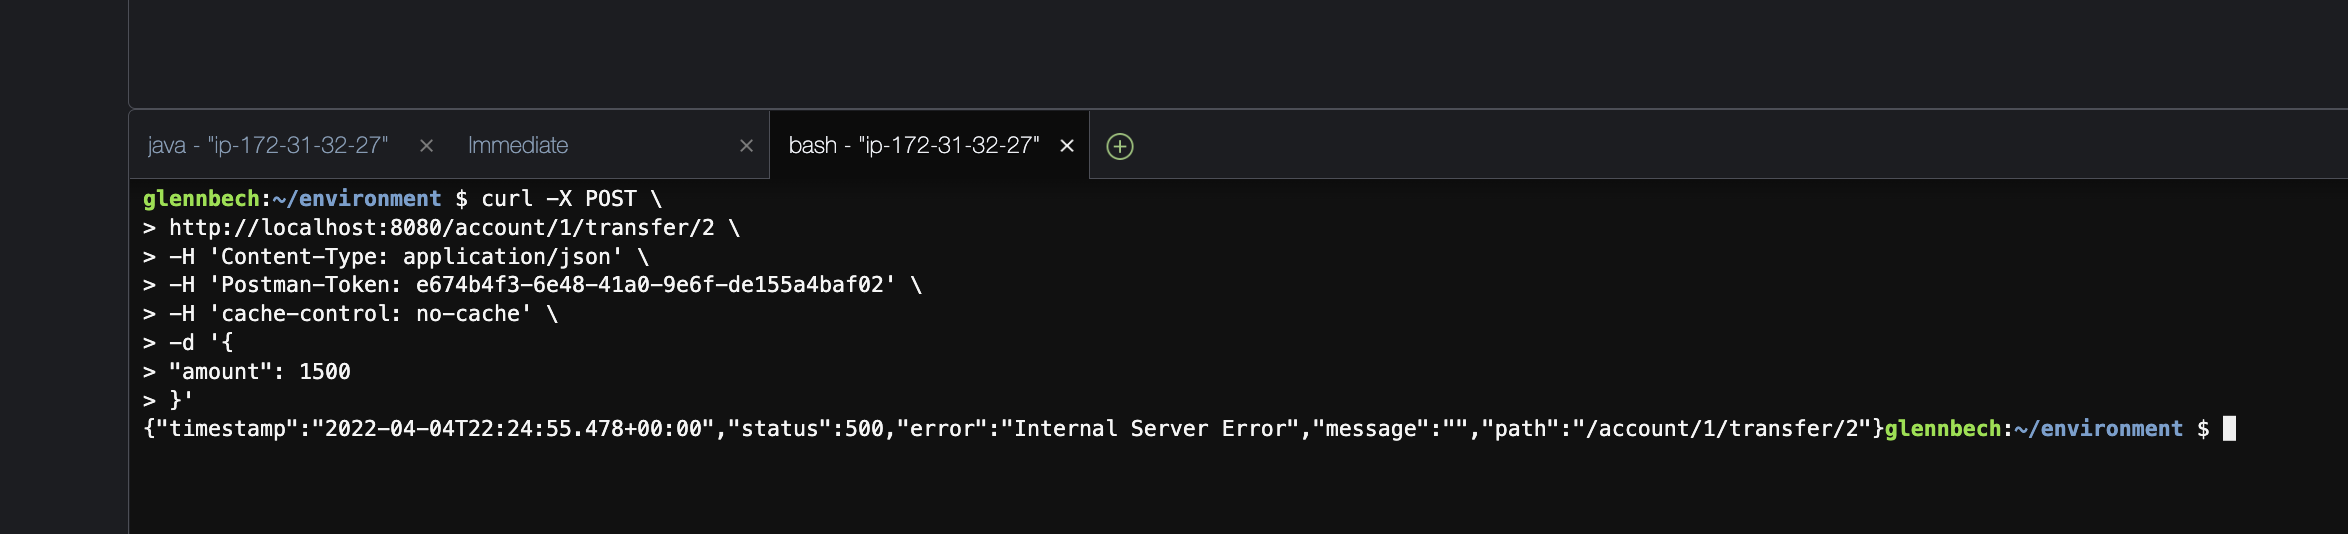 java - "ip-172-31-32-27" × Immediate × bash - "ip-172-31-32-27" ×
glennbech:~/environment $ curl -X POST \
> http://localhost:8080/account/1/transfer/2 \
> -H 'Content-Type: application/json' \
> -H 'Postman-Token: e674b4f3-6e48-41a0-9e6f-de155a4baf02' \
> -H 'cache-control: no-cache' \
> -d '{
> "amount": 1500
> }'
{"timestamp":"2022-04-04T22:24:55.478+00:00","status":500,"error":"Internal Server Error","message":"","path":"/account/1/transfer/2"}glennbech:~/environment $